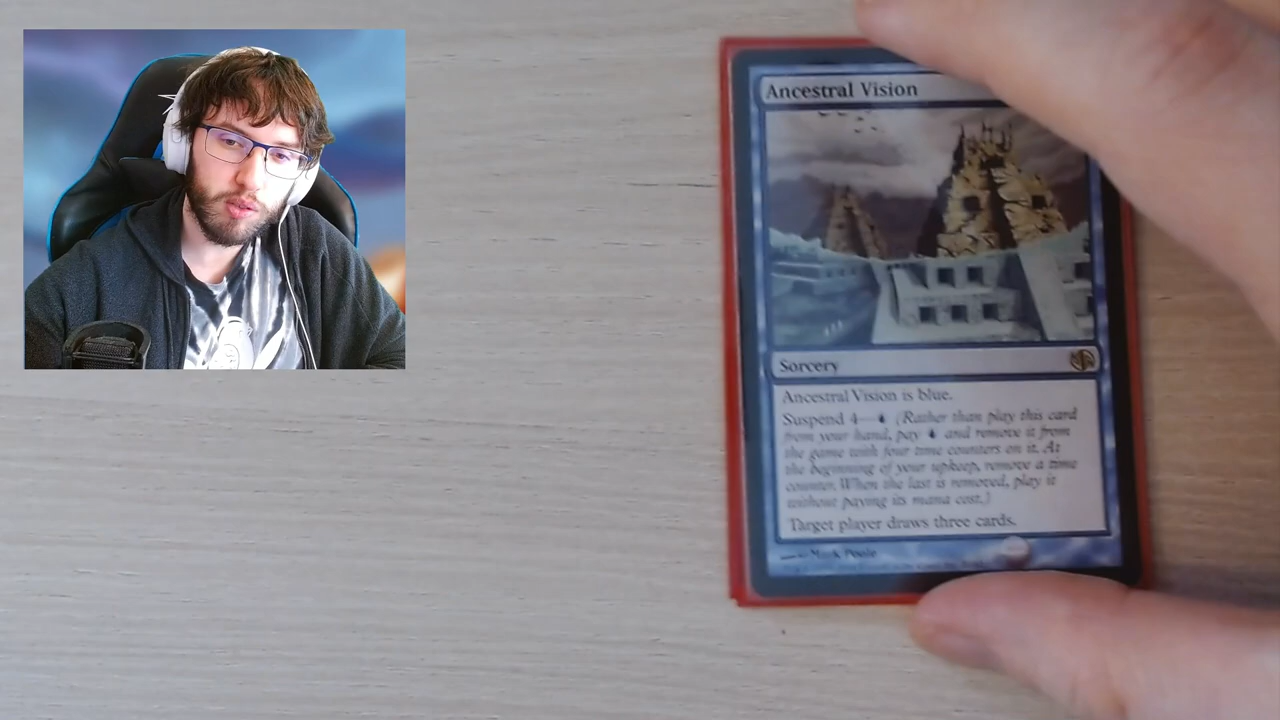 Ancestral Vision
Sorcery
Ancestral Vision is blue.
Suspend 4— (Rather than play this card
from your hand, pay and remove it from
the game with four time counters on it. At
the beginning of your upkeep, remove a time
counter. When the last is removed, play it
without paying its mana cost.)
Target player draws three cards.
Mark Poole